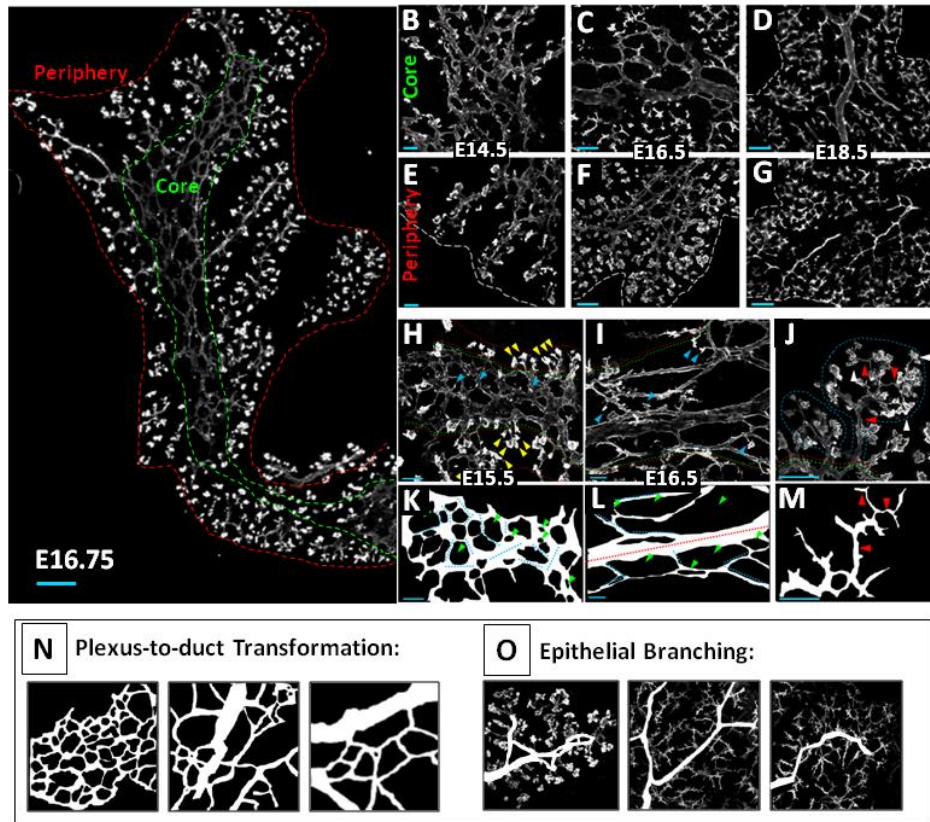 Periphery
Core
E16.75
B
C
D
Core
E14.5
E16.5
E18.5
E
F
G
Periphery
H
I
J
E15.5
E16.5
K
L
M
N Plexus-to-duct Transformation:
O Epithelial Branching: